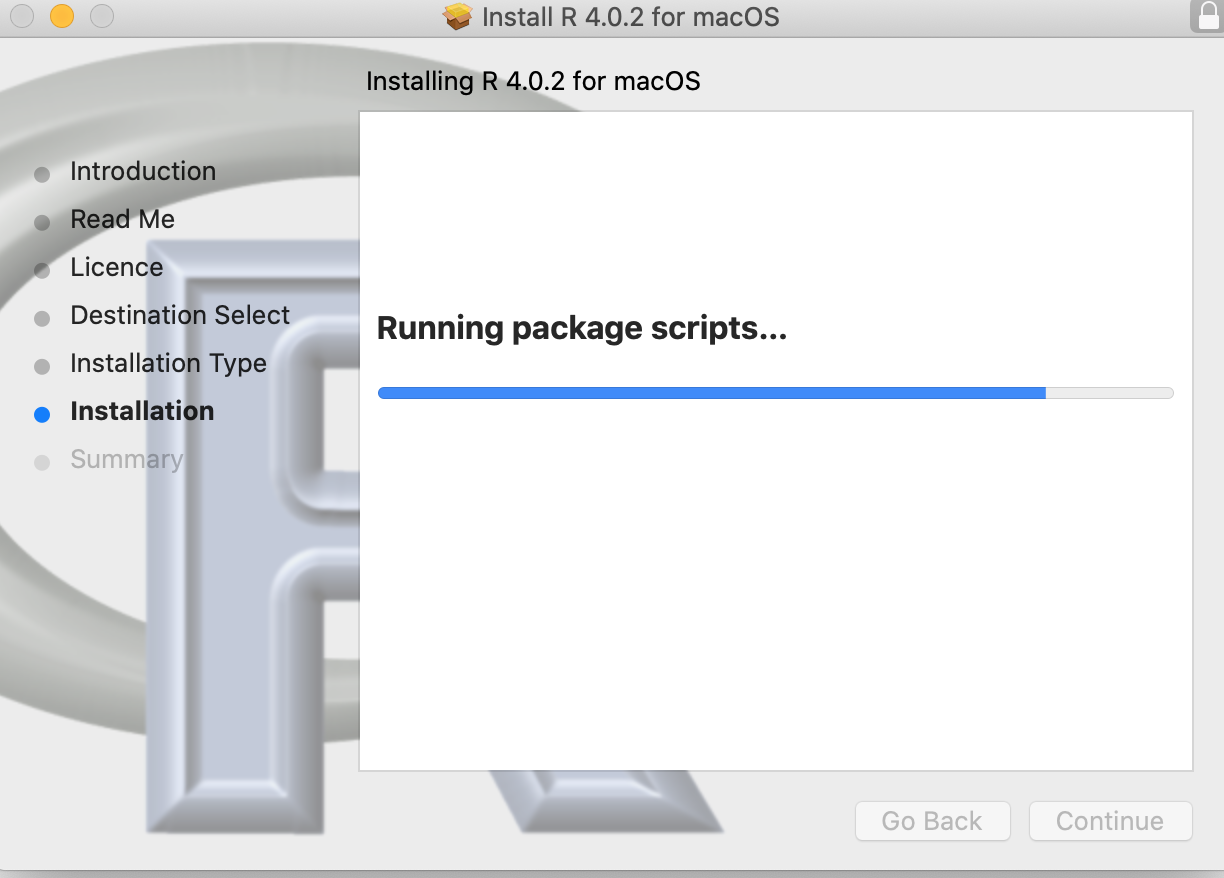 Install R 4.0.2 for macOS
Installing R 4.0.2 for macOS
Introduction
Read Me
Licence
Destination Select
Installation Type
Installation
Summary
Running package scripts...
Go Back
Continue